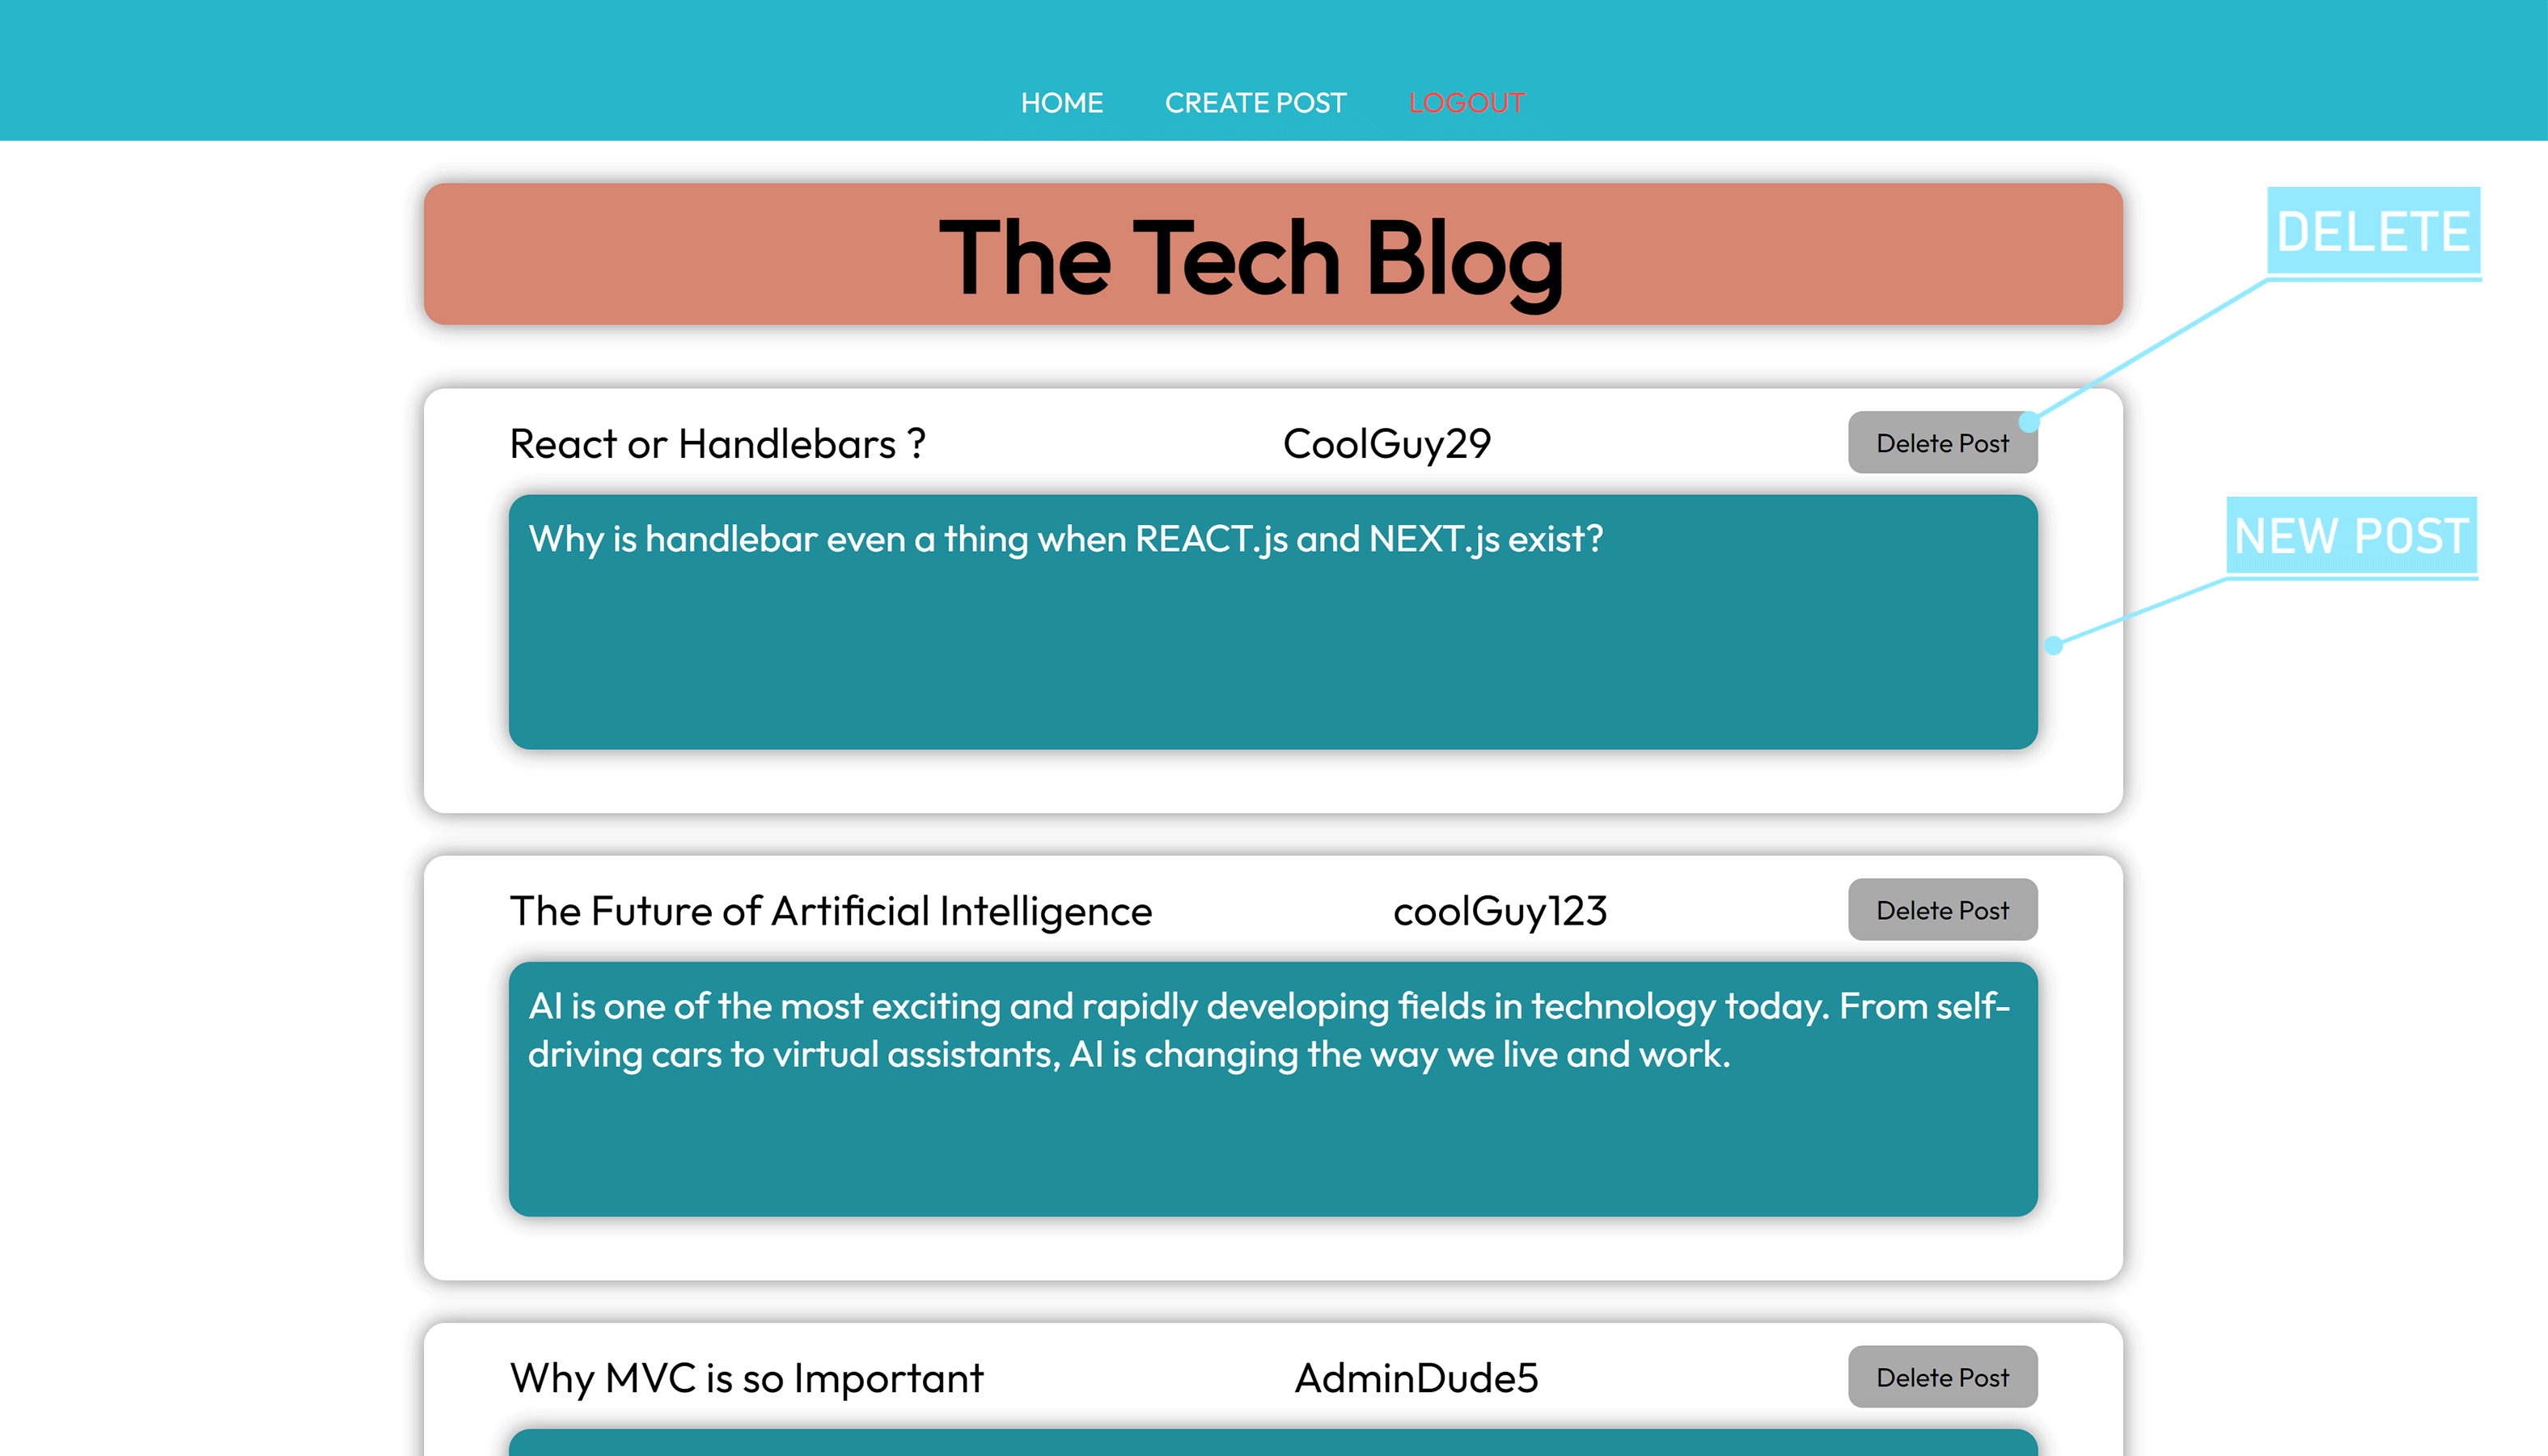 HOME CREATE POST LOGOUT
The Tech Blog
DELETE
React or Handlebars ? CoolGuy29 Delete Post
Why is handlebar even a thing when REACT.js and NEXT.js exist?
NEW POST
The Future of Artificial Intelligence coolGuy123 Delete Post
AI is one of the most exciting and rapidly developing fields in technology today. From self-
driving cars to virtual assistants, AI is changing the way we live and work.
Why MVC is so Important AdminDude5 Delete Post